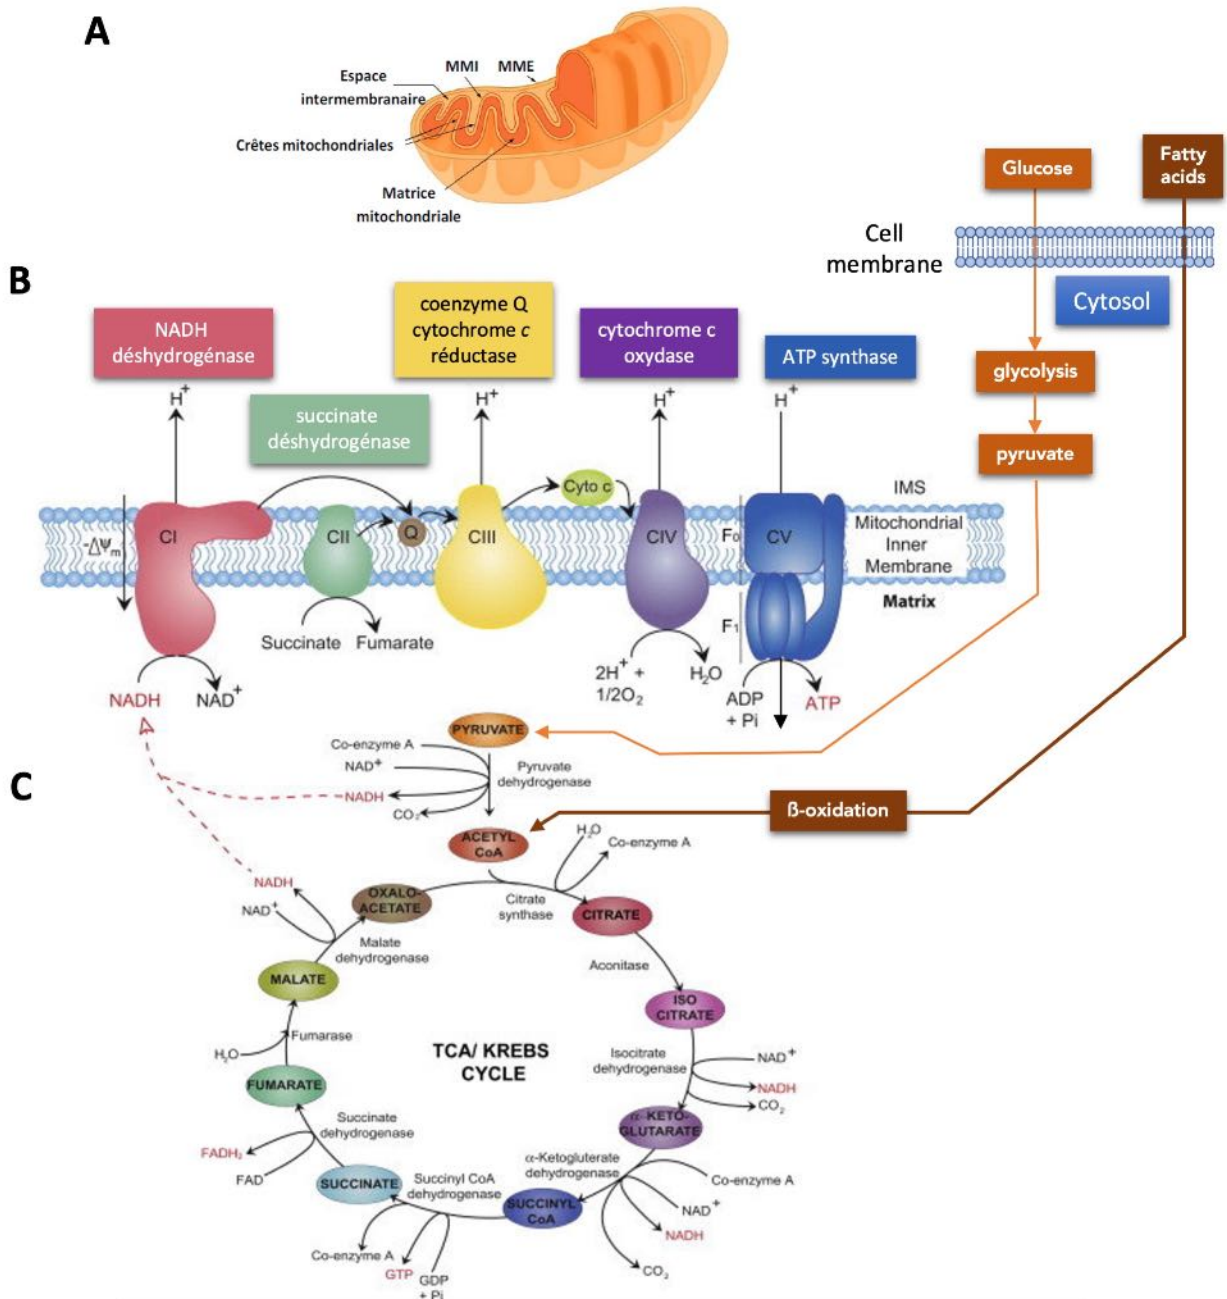 A
Espace
intermembranaire
MMI
MME
Crêtes mitochondriales
Matrice
mitochondriale
Glucose
Fatty
acids
Cell
membrane
Cytosol
glycolysis
pyruvate
B
NADH
déshydrogénase
succinate
déshydrogénase
coenzyme Q
cytochrome c
réductase
cytochrome c
oxydase
ATP synthase
H+
H+
H+
H+
Cyto c
IMS
Mitochondrial
Inner
Membrane
Matrix
-ΔΨm
CI
CII
Q
CIII
CIV
F₀
CV
F₁
Succinate
Fumarate
NADH
NAD+
2H+ +
1/2O₂
H₂O
ADP
+ Pi
ATP
C
PYRUVATE
Co-enzyme A
NAD+
NADH
CO₂
Pyruvate
dehydrogenase
ß-oxidation
ACETYL
CoA
H₂O
Co-enzyme A
Citrate
synthase
CITRATE
Aconitase
ISO
CITRATE
Isocitrate
dehydrogenase
NAD+
NADH
CO₂
α-KETO-
GLUTARATE
α-Ketogluterate
dehydrogenase
Co-enzyme A
NAD+
NADH
CO₂
SUCCINYL
CoA
Succinyl CoA
dehydrogenase
Co-enzyme A
GTP
GDP
+ Pi
SUCCINATE
Succinate
dehydrogenase
FADH₂
FAD
FUMARATE
Fumarase
H₂O
MALATE
Malate
dehydrogenase
NADH
NAD+
OXALO-
ACETATE
TCA/ KREBS
CYCLE